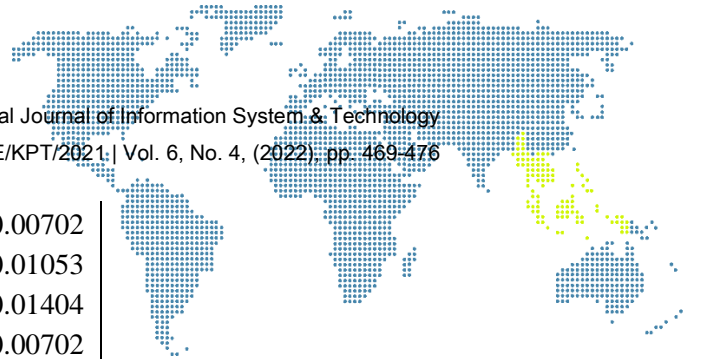 al Journal of Information System & Technology
E/KPT/2021 | Vol. 6, No. 4, (2022), pp. 469-476
0.00702
0.01053
0.01404
0.00702